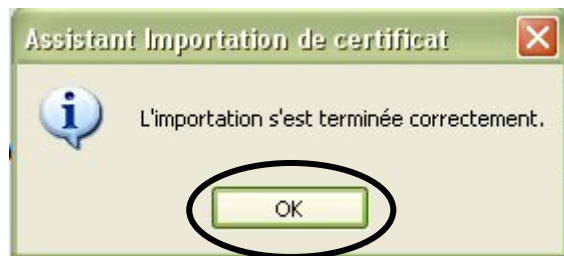 Assistant Importation de certificat
L'importation s'est terminée correctement.
OK